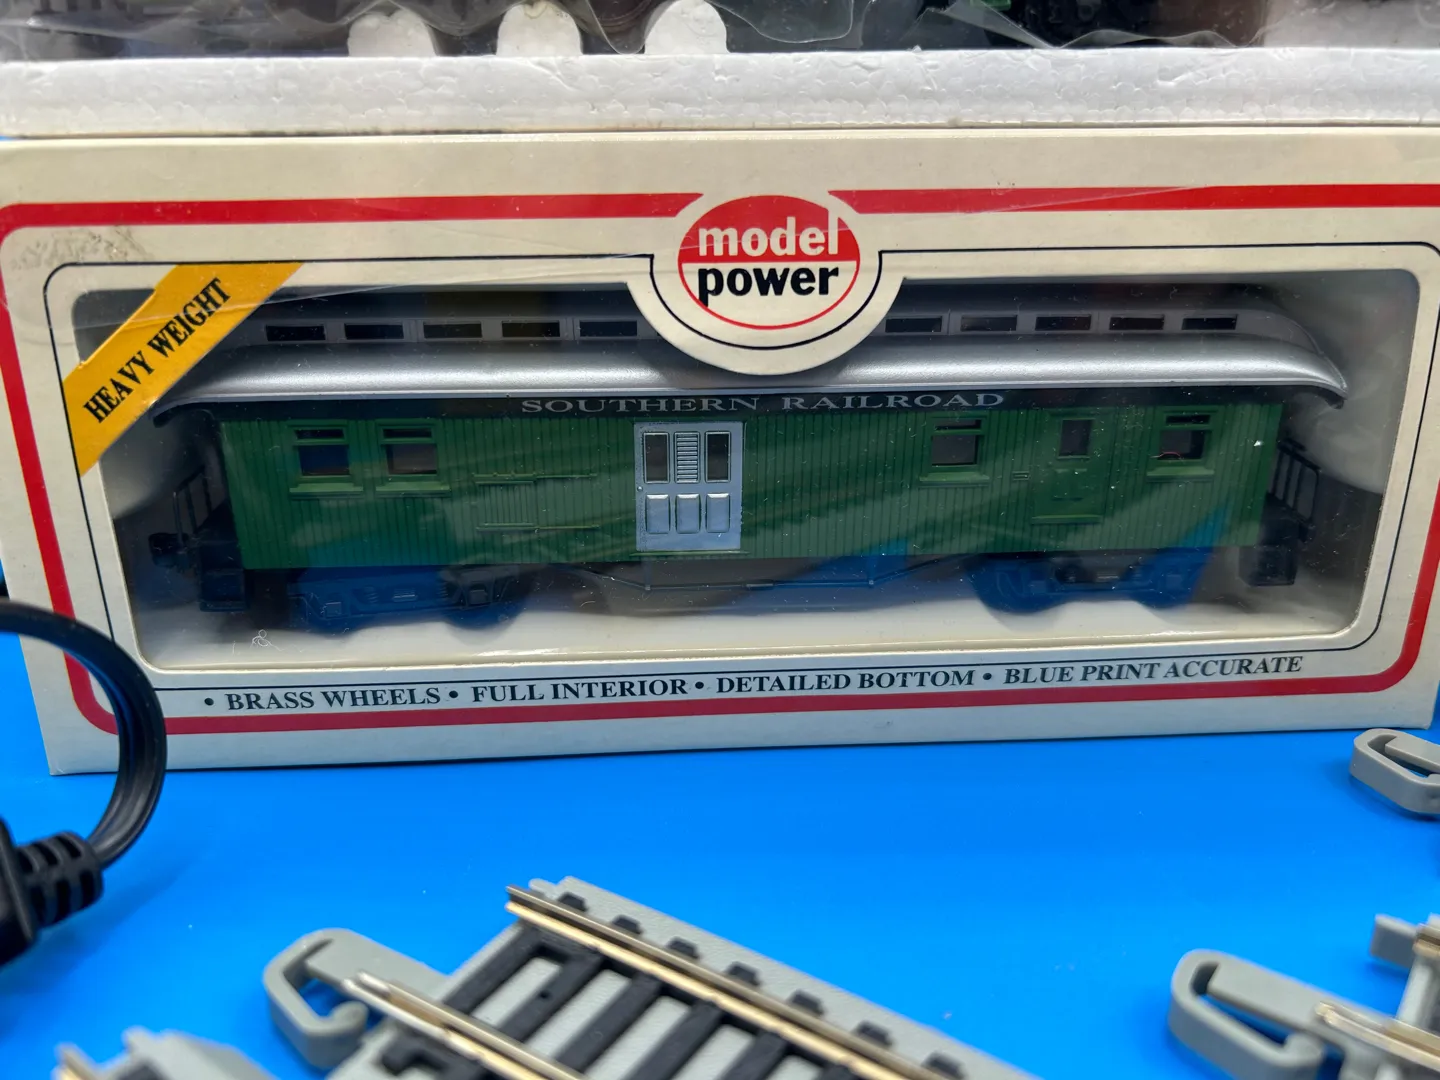 model
power
HEAVY WEIGHT
SOUTHERN RAILROAD
• BRASS WHEELS • FULL INTERIOR • DETAILED BOTTOM • BLUE PRINT ACCURATE